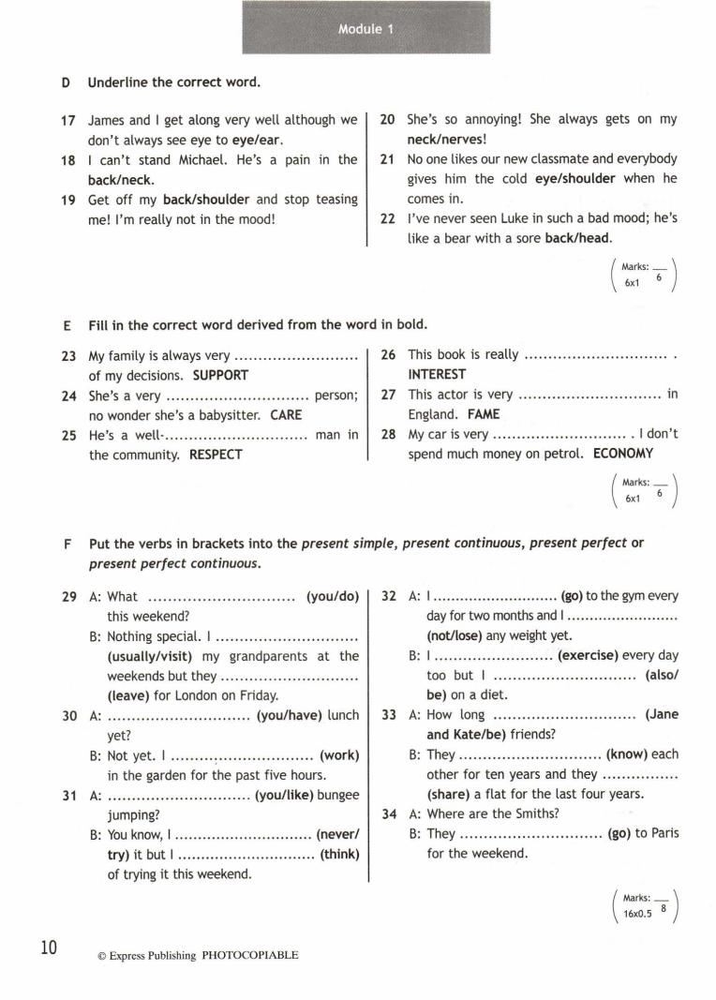 Module 1
D Underline the correct word.
17 James and I get along very well although we
don't always see eye to eye/ear.
18 I can't stand Michael. He's a pain in the
back/neck.
19 Get off my back/shoulder and stop teasing
me! I'm really not in the mood!
20 She's so annoying! She always gets on my
neck/nerves!
21 No one likes our new classmate and everybody
gives him the cold eye/shoulder when he
comes in.
22 I've never seen Luke in such a bad mood; he's
like a bear with a sore back/head.
Marks: __
6x1 6
E Fill in the correct word derived from the word in bold.
23 My family is always very ..........................
of my decisions. SUPPORT
24 She's a very .............................. person;
no wonder she's a babysitter. CARE
25 He's a well-.............................. man in
the community. RESPECT
26 This book is really .............................. .
INTEREST
27 This actor is very .............................. in
England. FAME
28 My car is very ............................ . I don't
spend much money on petrol. ECONOMY
Marks: __
6x1 6
F Put the verbs in brackets into the present simple, present continuous, present perfect or
present perfect continuous.
29 A: What .............................. (you/do)
this weekend?
B: Nothing special. I ..............................
(usually/visit) my grandparents at the
weekends but they .............................
(leave) for London on Friday.
30 A: .............................. (you/have) lunch
yet?
B: Not yet. I .............................. (work)
in the garden for the past five hours.
31 A: .............................. (you/like) bungee
jumping?
B: You know, I ............................. (never/
try) it but I ............................. (think)
of trying it this weekend.
32 A: I ............................ (go) to the gym every
day for two months and I .........................
(not/lose) any weight yet.
B: I ......................... (exercise) every day
too but I .............................. (also/
be) on a diet.
33 A: How long .............................. (Jane
and Kate/be) friends?
B: They .............................. (know) each
other for ten years and they ................
(share) a flat for the last four years.
34 A: Where are the Smiths?
B: They .............................. (go) to Paris
for the weekend.
Marks: __
16x0.5 8
10
© Express Publishing PHOTOCOPIABLE